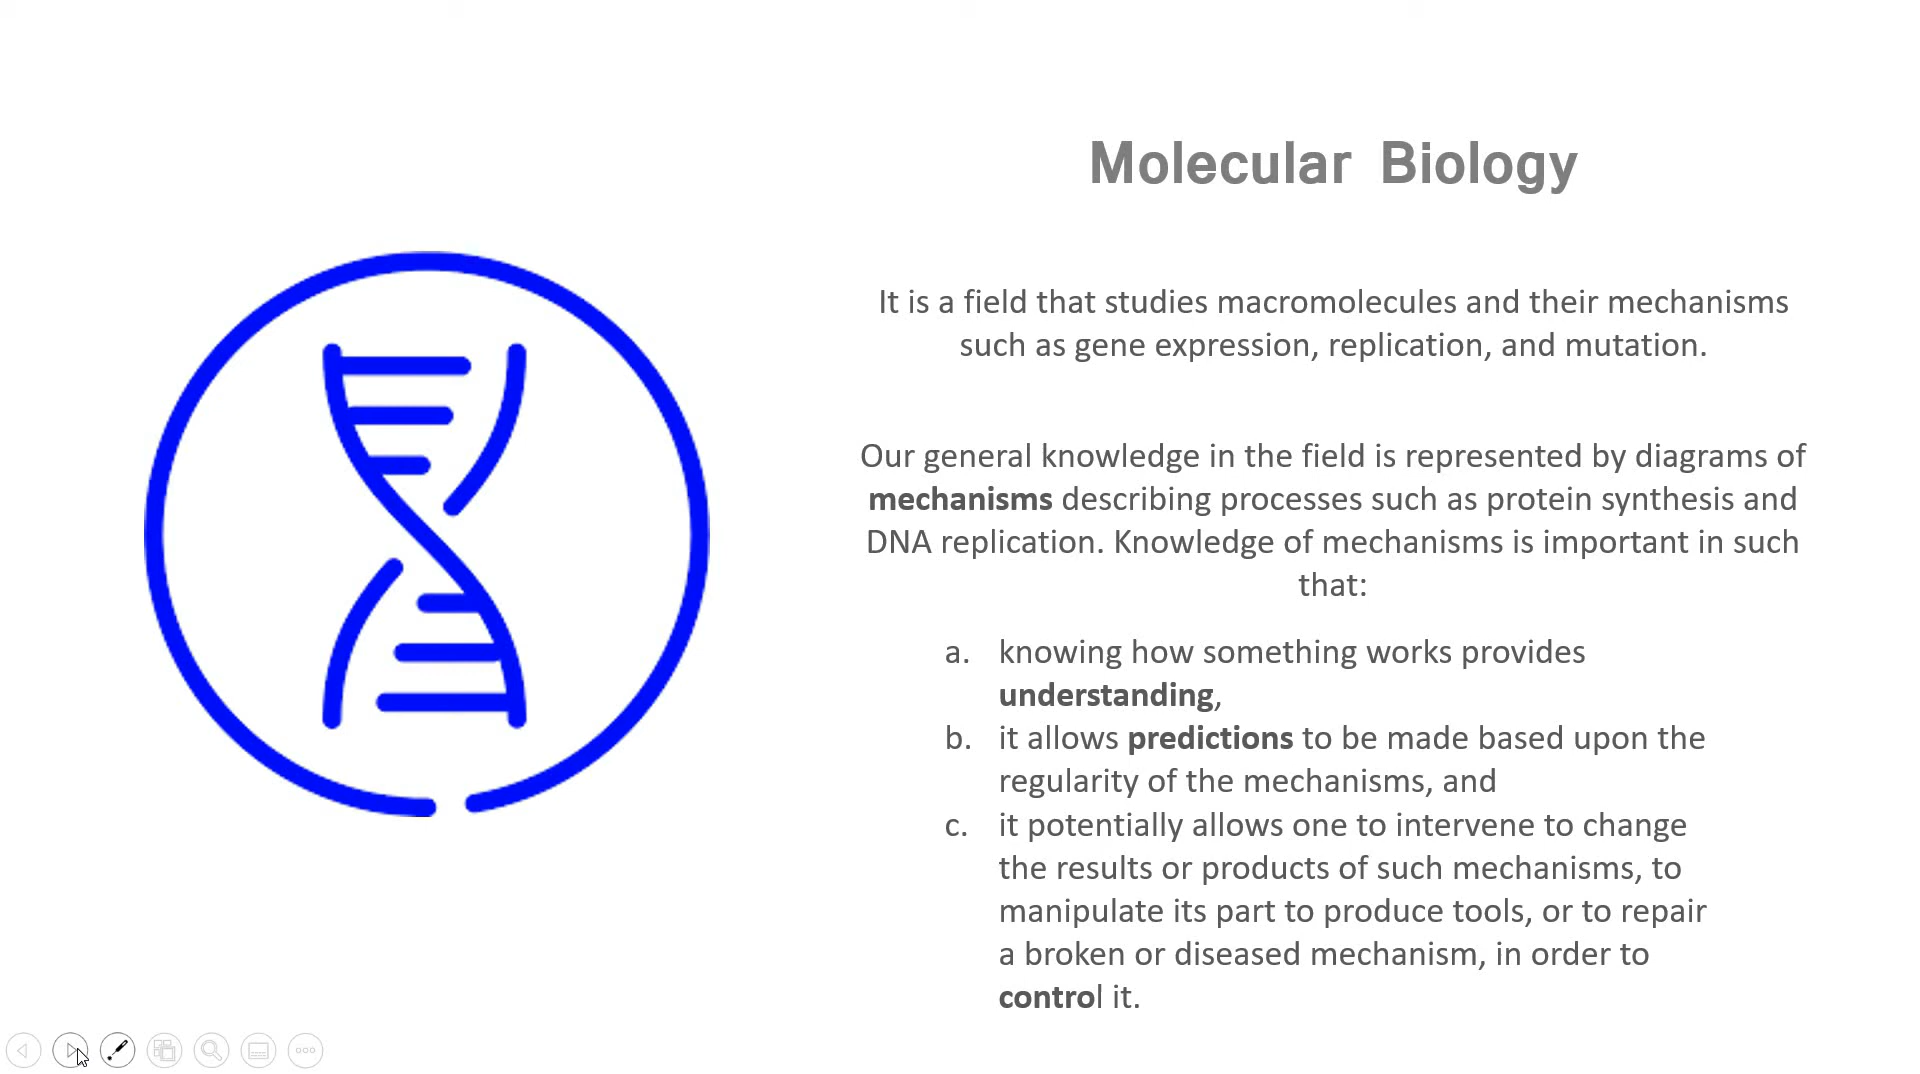 Molecular Biology
It is a field that studies macromolecules and their mechanisms
such as gene expression, replication, and mutation.
Our general knowledge in the field is represented by diagrams of
mechanisms describing processes such as protein synthesis and
DNA replication. Knowledge of mechanisms is important in such
that:
a. knowing how something works provides
understanding,
b. it allows predictions to be made based upon the
regularity of the mechanisms, and
c. it potentially allows one to intervene to change
the results or products of such mechanisms, to
manipulate its part to produce tools, or to repair
a broken or diseased mechanism, in order to
control it.